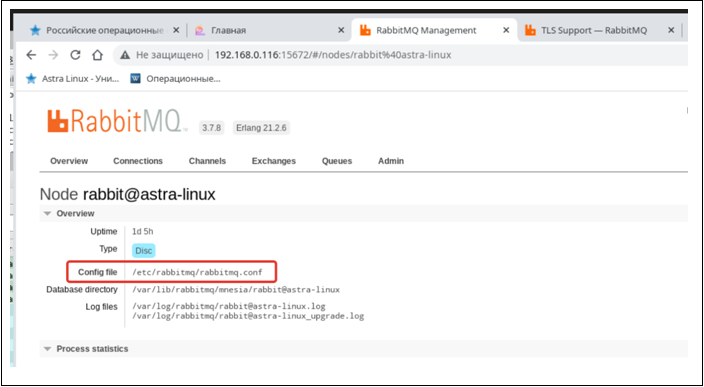 Российские операционные
Главная
RabbitMQ Management
TLS Support — RabbitMQ
Не защищено
192.168.0.116:15672/#/nodes/rabbit%40astra-linux
Astra Linux - Уни...
Операционные...
RabbitMQ
3.7.8
Erlang 21.2.6
Overview
Connections
Channels
Exchanges
Queues
Admin
Node rabbit@astra-linux
Overview
Uptime 1d 5h
Type Disc
Config file /etc/rabbitmq/rabbitmq.conf
Database directory /var/lib/rabbitmq/mnesia/rabbit@astra-linux
Log files /var/log/rabbitmq/rabbit@astra-linux.log
/var/log/rabbitmq/rabbit@astra-linux_upgrade.log
Process statistics